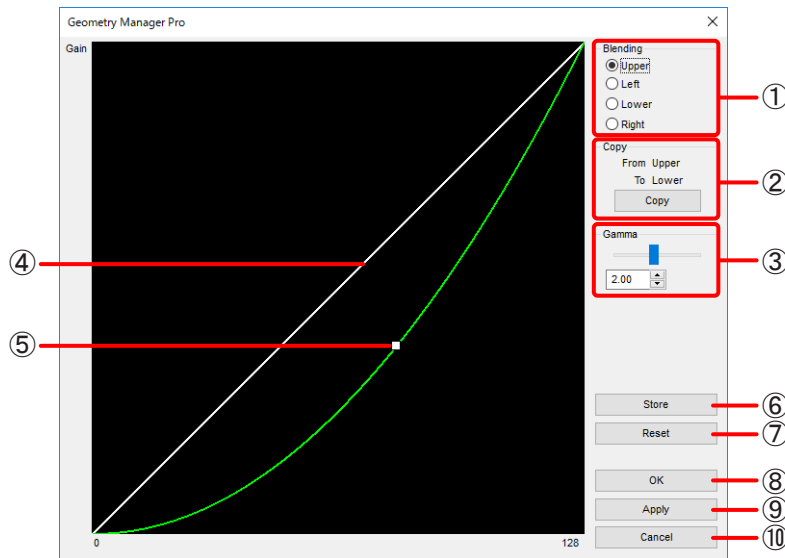 Geometry Manager Pro
Gain
Blending
Upper
Left
Lower
Right
①
Copy
From Upper
To Lower
Copy
②
Gamma
2.00
③
④
⑤
Store
⑥
Reset
⑦
OK
⑧
Apply
⑨
Cancel
⑩
0
128